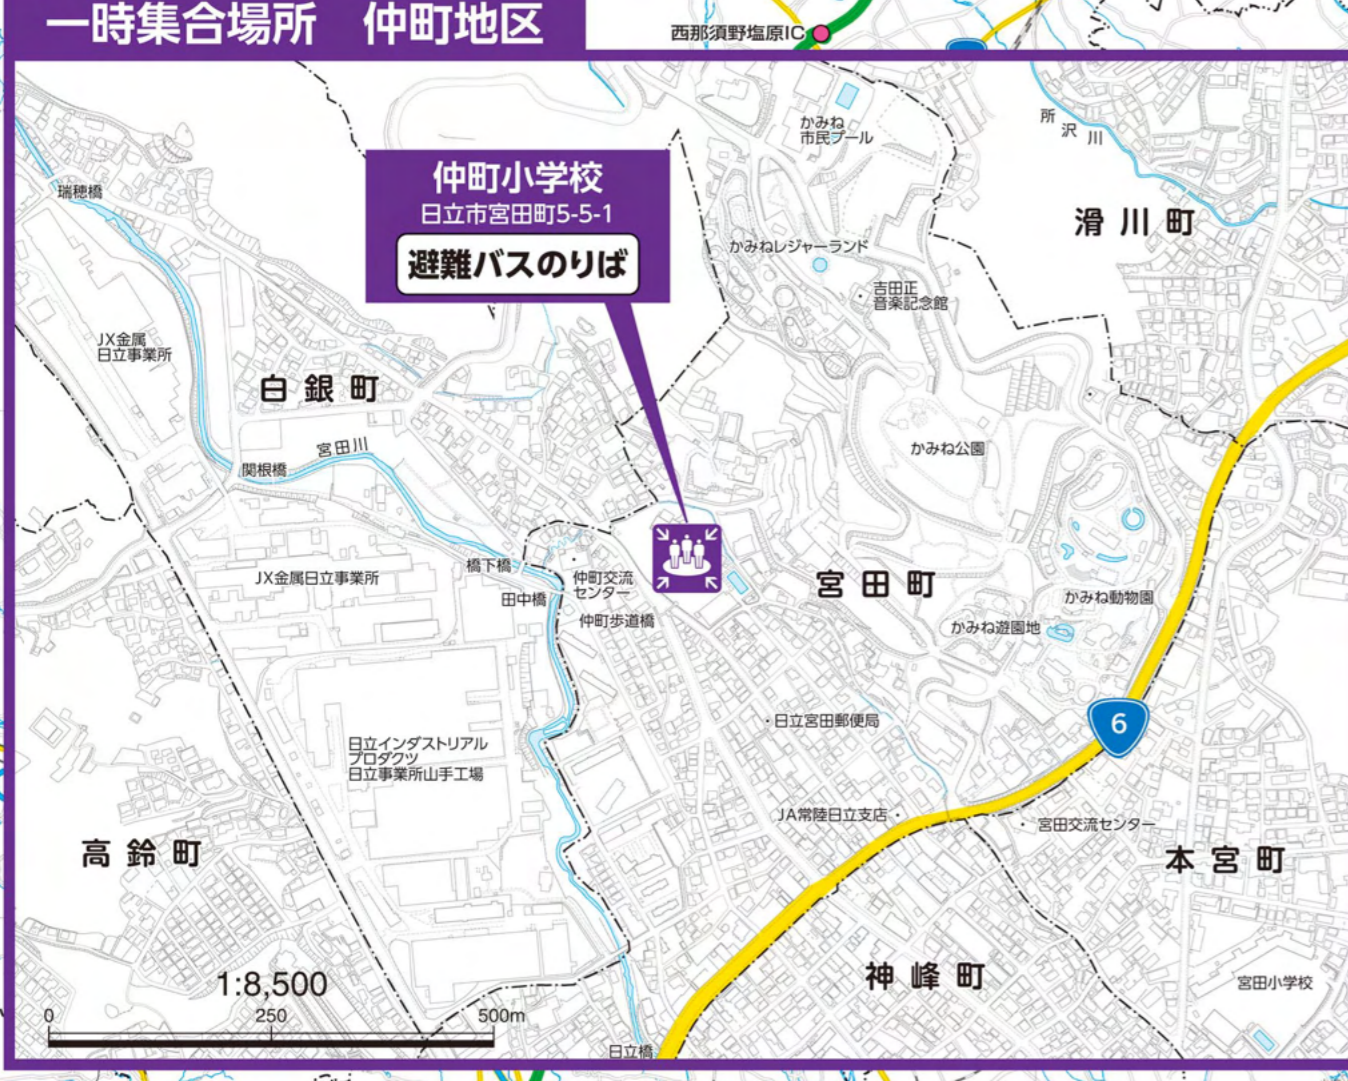 一時集合場所　仲町地区
西那須野塩原IC
仲町小学校
日立市宮田町5-5-1
避難バスのりば
かみね
市民プール
所沢川
滑川町
瑞穂橋
かみねレジャーランド
吉田正
音楽記念館
JX金属
日立事業所
白銀町
宮田川
関根橋
かみね公園
JX金属日立事業所
橋下橋
田中橋
仲町交流
センター
仲町歩道橋
宮田町
かみね動物園
かみね遊園地
6
・日立宮田郵便局
日立インダストリアル
プロダクツ
日立事業所山手工場
JA常陸日立支店・
・宮田交流センター
高鈴町
本宮町
神峰町
宮田小学校
1:8,500
0 250 500m
日立橋